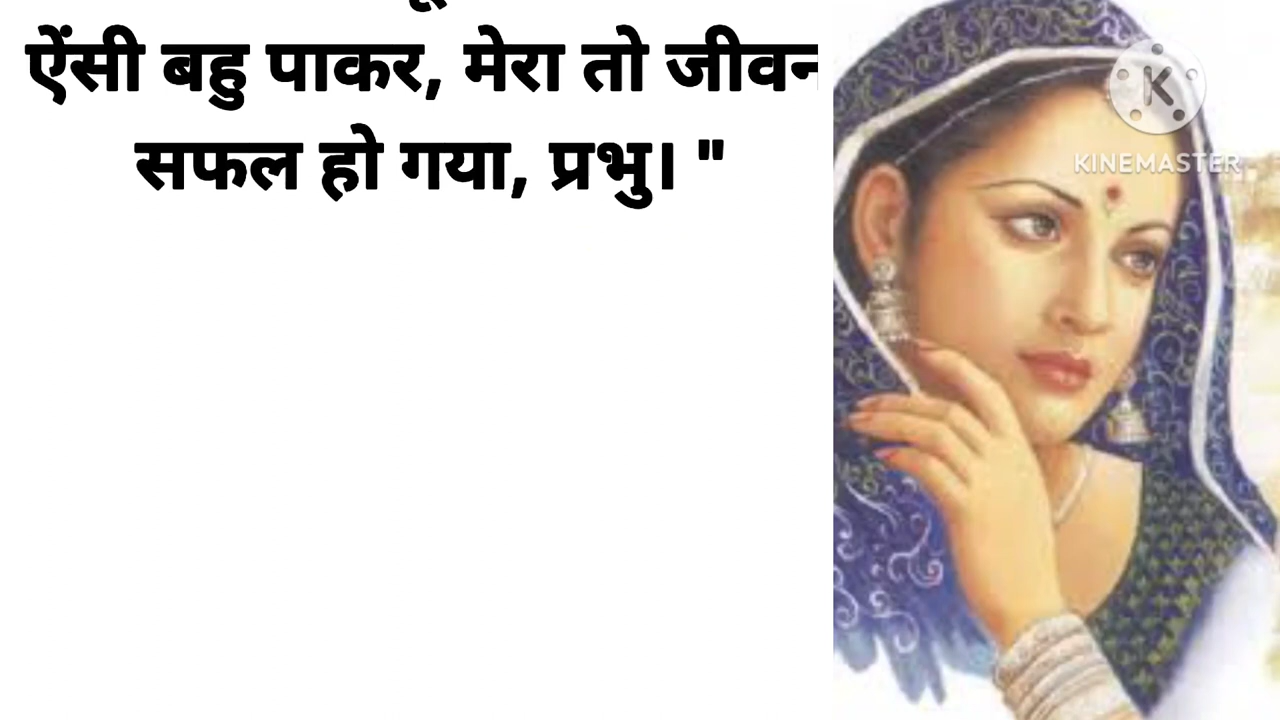 ऐंसी बहु पाकर, मेरा तो जीवन
सफल हो गया, प्रभु। "
KINEMASTER